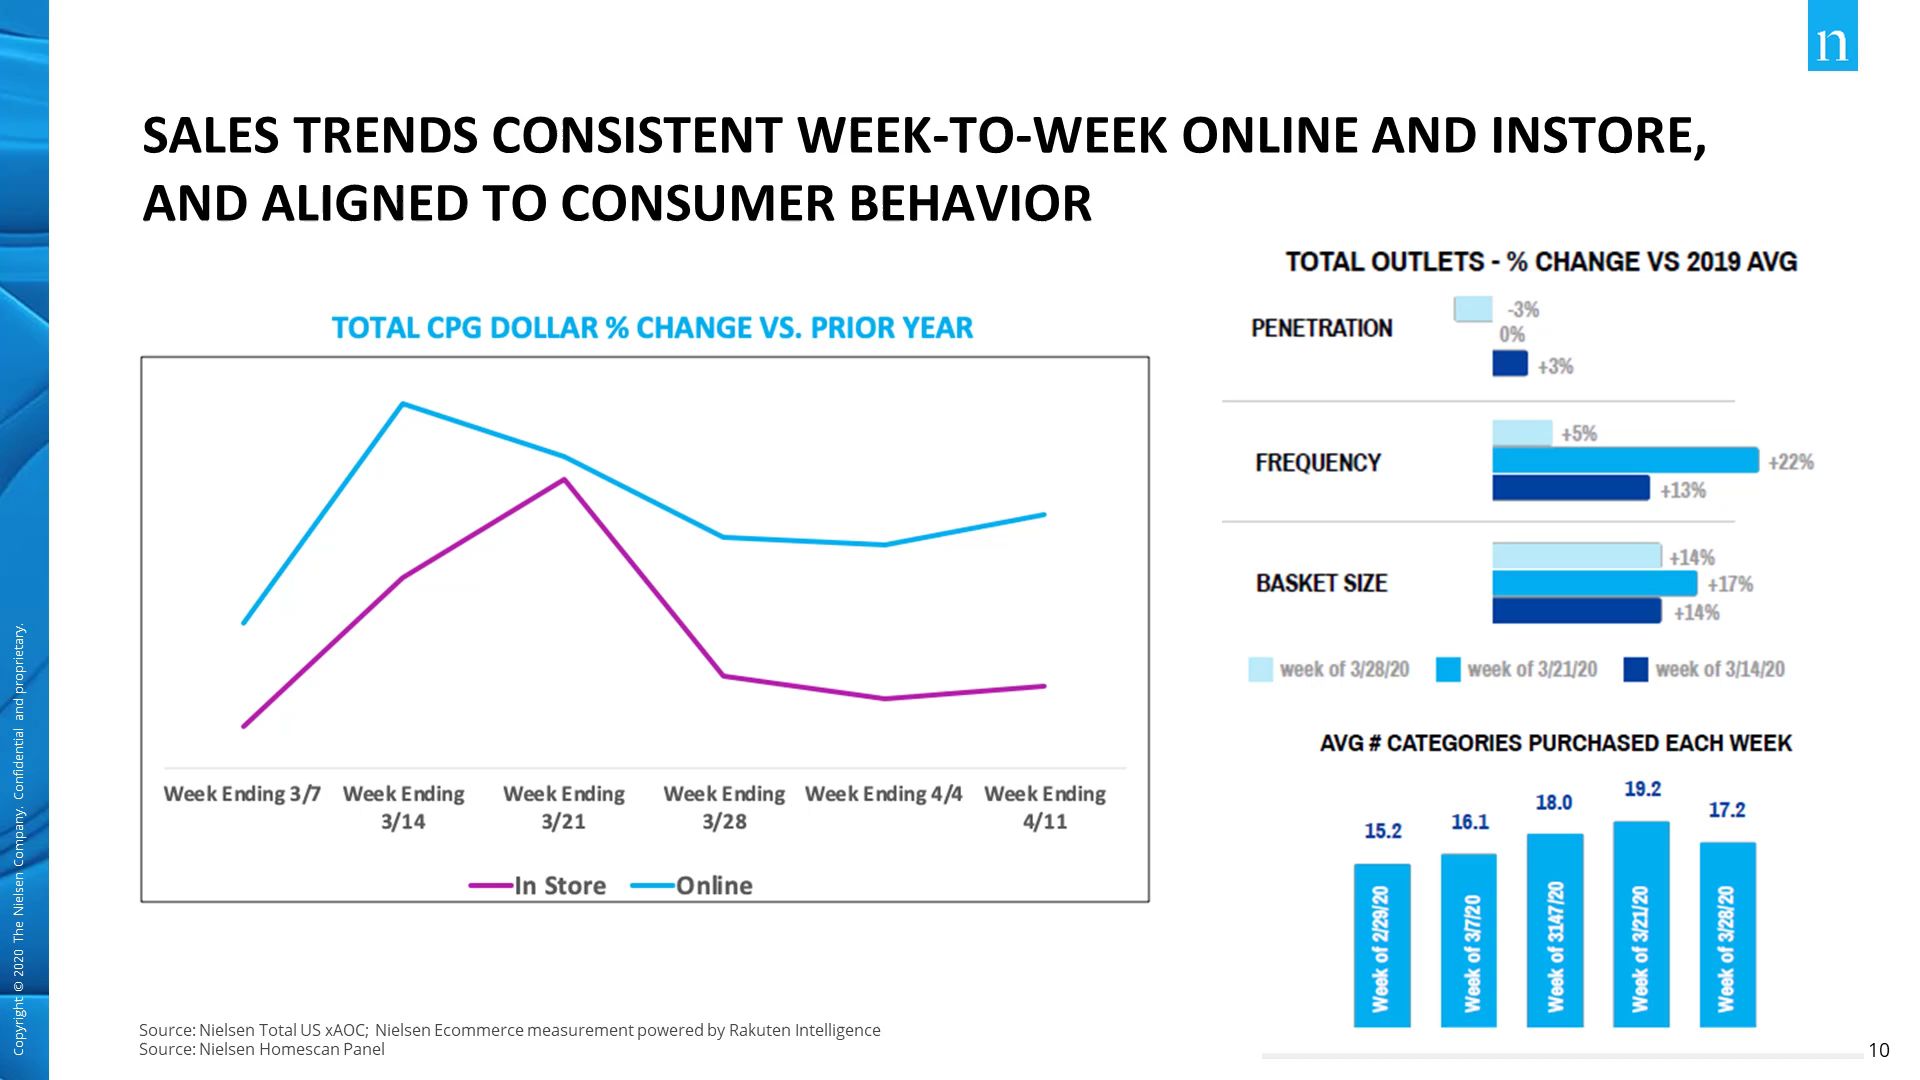 n
SALES TRENDS CONSISTENT WEEK-TO-WEEK ONLINE AND INSTORE,
AND ALIGNED TO CONSUMER BEHAVIOR
TOTAL CPG DOLLAR % CHANGE VS. PRIOR YEAR
Week Ending 3/7
Week Ending
3/14
Week Ending
3/21
Week Ending
3/28
Week Ending 4/4
Week Ending
4/11
In Store
Online
TOTAL OUTLETS - % CHANGE VS 2019 AVG
PENETRATION
-3%
0%
+3%
FREQUENCY
+5%
+22%
+13%
BASKET SIZE
+14%
+17%
+14%
week of 3/28/20
week of 3/21/20
week of 3/14/20
AVG # CATEGORIES PURCHASED EACH WEEK
15.2
16.1
18.0
19.2
17.2
Week of 2/29/20
Week of 3/7/20
Week of 3147/20
Week of 3/21/20
Week of 3/28/20
Source: Nielsen Total US xAOC; Nielsen Ecommerce measurement powered by Rakuten Intelligence
Source: Nielsen Homescan Panel
10
Copyright © 2020 The Nielsen Company. Confidential and proprietary.